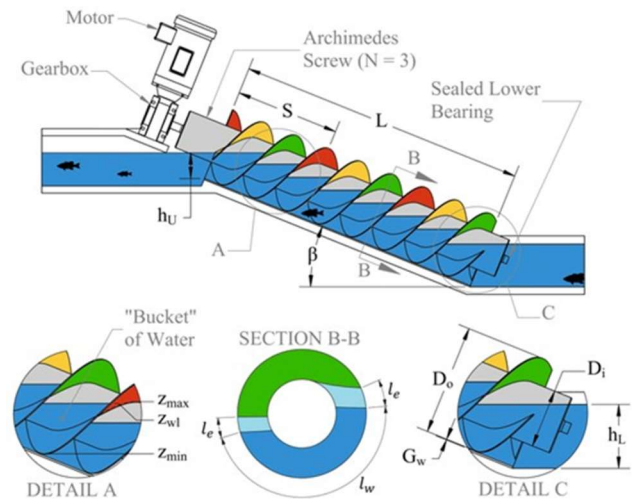 Motor
Gearbox
Archimedes
Screw (N = 3)
Sealed Lower
Bearing
S
L
B
B
h_U
A
β
C
"Bucket"
of Water
z_max
z_wl
z_min
DETAIL A
SECTION B-B
l_e
l_e
l_w
D_o
D_i
G_w
h_L
DETAIL C